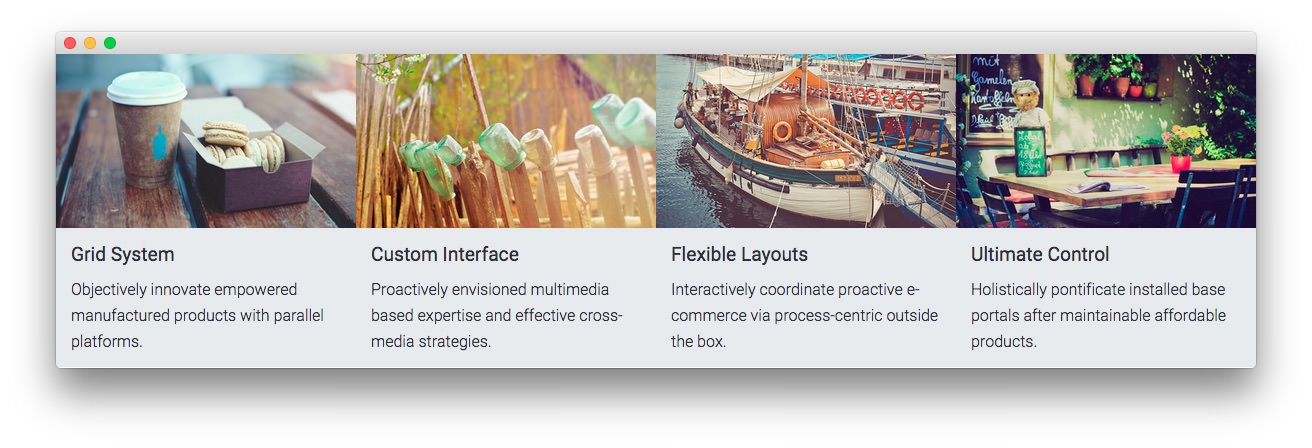 mit
Gamelen
Grid System
Objectively innovate empowered
manufactured products with parallel
platforms.
Custom Interface
Proactively envisioned multimedia
based expertise and effective cross-
media strategies.
Flexible Layouts
Interactively coordinate proactive e-
commerce via process-centric outside
the box.
Ultimate Control
Holistically pontificate installed base
portals after maintainable affordable
products.